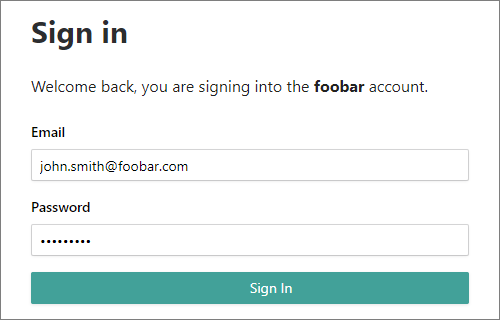 Sign in
Welcome back, you are signing into the foobar account.
Email
john.smith@foobar.com
Password
•••••••••
Sign In